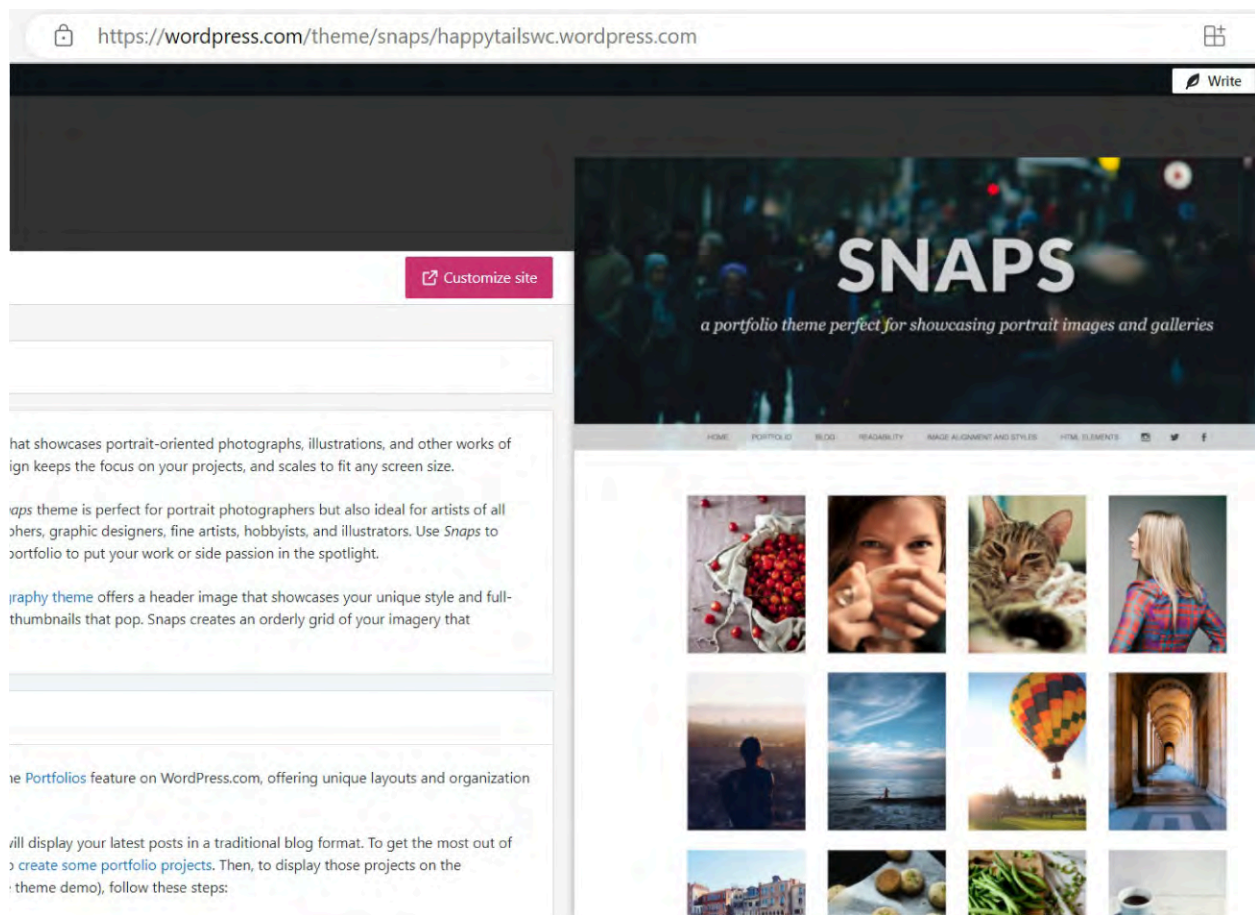 https://wordpress.com/theme/snaps/happytailswc.wordpress.com
Write
SNAPS
a portfolio theme perfect for showcasing portrait images and galleries
Customize site
HOME PORTFOLIO BLOG READABILITY IMAGE ALIGNMENT AND STYLES HTML ELEMENTS
hat showcases portrait-oriented photographs, illustrations, and other works of
ign keeps the focus on your projects, and scales to fit any screen size.
aps theme is perfect for portrait photographers but also ideal for artists of all
phers, graphic designers, fine artists, hobbyists, and illustrators. Use Snaps to
portfolio to put your work or side passion in the spotlight.
graphy theme offers a header image that showcases your unique style and full-
thumbnails that pop. Snaps creates an orderly grid of your imagery that
ne Portfolios feature on WordPress.com, offering unique layouts and organization
vill display your latest posts in a traditional blog format. To get the most out of
o create some portfolio projects. Then, to display those projects on the
e theme demo), follow these steps: